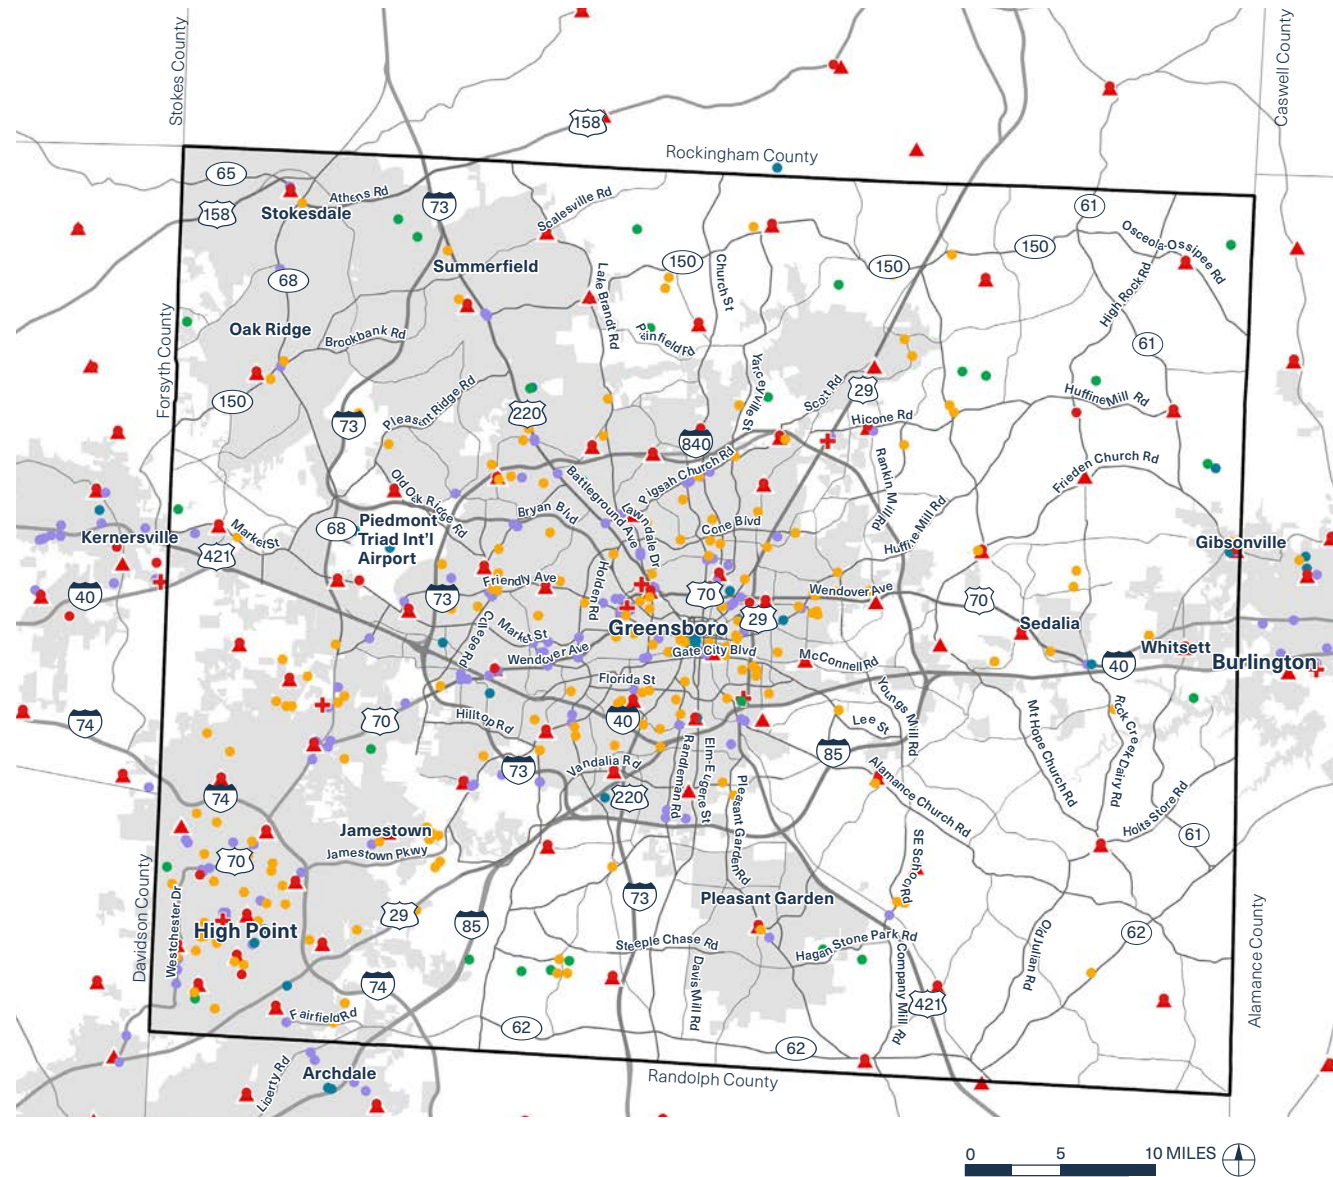 Stokes County
Caswell County
158
Rockingham County
65
Athens Rd
158
Stokesdale
73
Scalesville Rd
61
Osceola-Ossipee Rd
150
150
150
Summerfield
68
Church St
Lake Brandt Rd
High Rock Rd
Forsyth County
Oak Ridge
Brookbank Rd
61
Yanceyville St
Scott Rd
29
Huffine Mill Rd
150
Pleasant Ridge Rd
73
220
Hicone Rd
840
Pisgah Church Rd
Frieden Church Rd
Rankin Mill Rd
Old Oak Ridge Rd
Battleground Ave
Lawndale Dr
Bryan Blvd
Cone Blvd
Huffine Mill Rd
68
Piedmont
Triad Int'l
Airport
Kernersville
Market St
421
Gibsonville
40
73
Friendly Ave
Holden Rd
70
Wendover Ave
70
29
Sedalia
Greensboro
College Rd
Market St
Wendover Ave
Gate City Blvd
McConnell Rd
40
Whitsett
Burlington
Florida St
Youngs Mill Rd
74
70
Hilltop Rd
40
Lee St
85
Mt Hope Church Rd
Rock Creek Dairy Rd
Randleman Rd
Elm-Eugene St
73
Vandalia Rd
220
74
Pleasant Garden Rd
Alamance Church Rd
Hoits Store Rd
61
Jamestown
Jamestown Pkwy
70
SE School Rd
Davidson County
Westchester Dr
73
Pleasant Garden
29
85
High Point
Steeple Chase Rd
Hagan Stone Park Rd
62
Old Julian Rd
Alamance County
Davis Mill Rd
Company Mill Rd
74
421
Fairfield Rd
62
62
Liberty Rd
Archdale
Randolph County
0 5 10 MILES